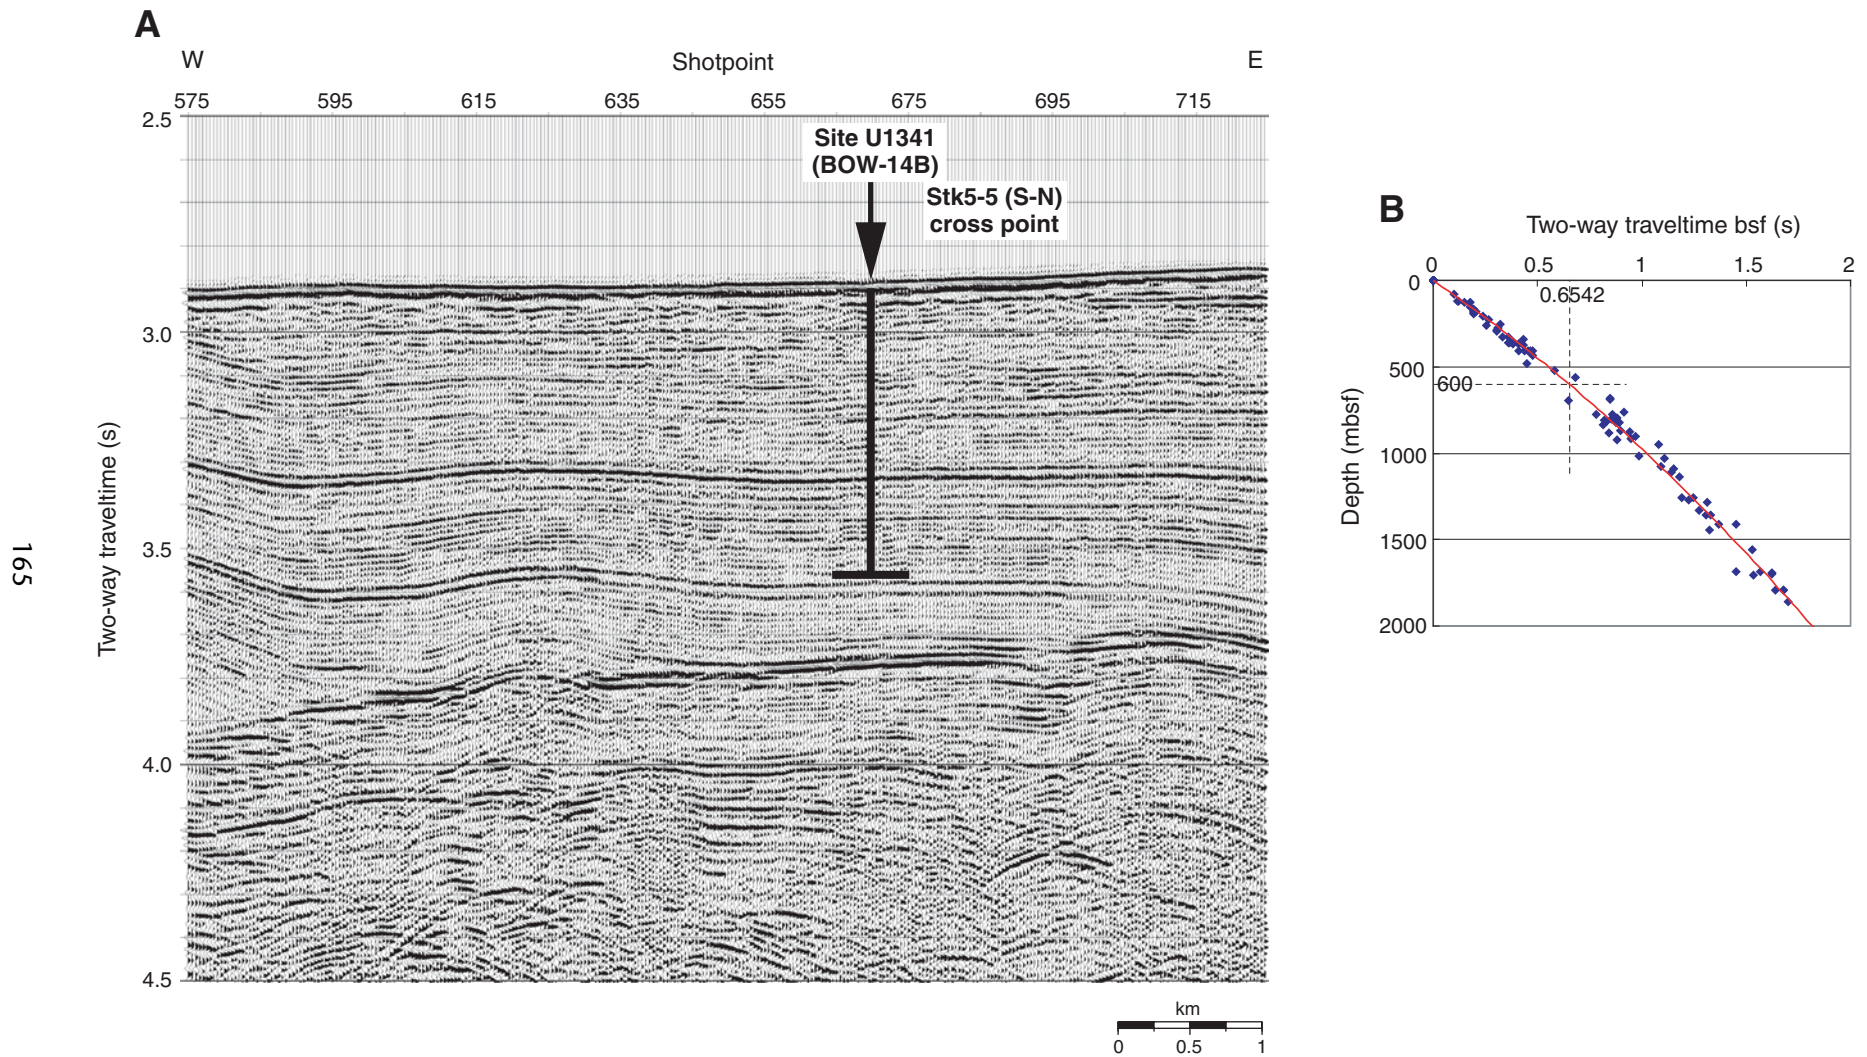 A
W Shotpoint E
575 595 615 635 655 675 695 715
2.5
3.0
3.5
4.0
4.5
Two-way traveltime (s)
Site U1341
(BOW-14B)
Stk5-5 (S-N)
cross point
km
0 0.5 1
B
Two-way traveltime bsf (s)
0 0.5 1 1.5 2
0.6542
0
500
600
1000
1500
2000
Depth (mbsf)
165